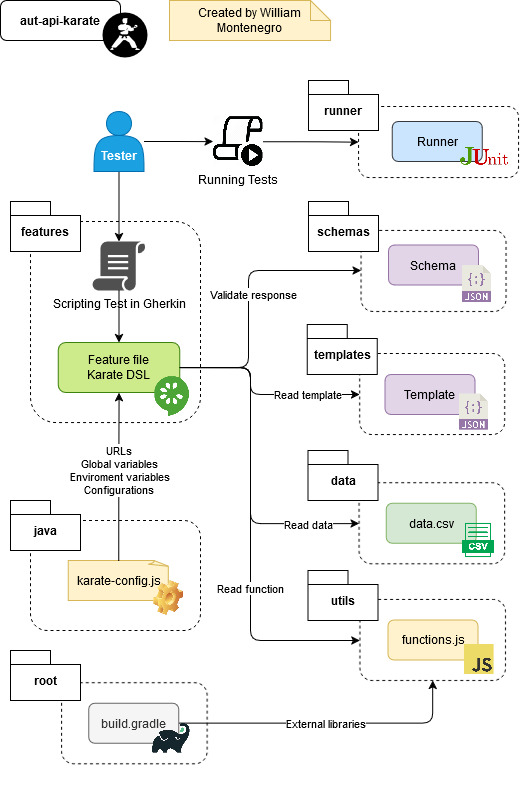 aut-api-karate
Created by William
Montenegro
runner
Runner
JUnit
Tester
Running Tests
features
schemas
Schema
JSON
Scripting Test in Gherkin
Validate response
Feature file
Karate DSL
templates
Template
JSON
Read template
URLs
Global variables
Enviroment variables
Configurations
data
data.csv
CSV
Read data
java
karate-config.js
Read function
utils
functions.js
JS
root
build.gradle
External libraries